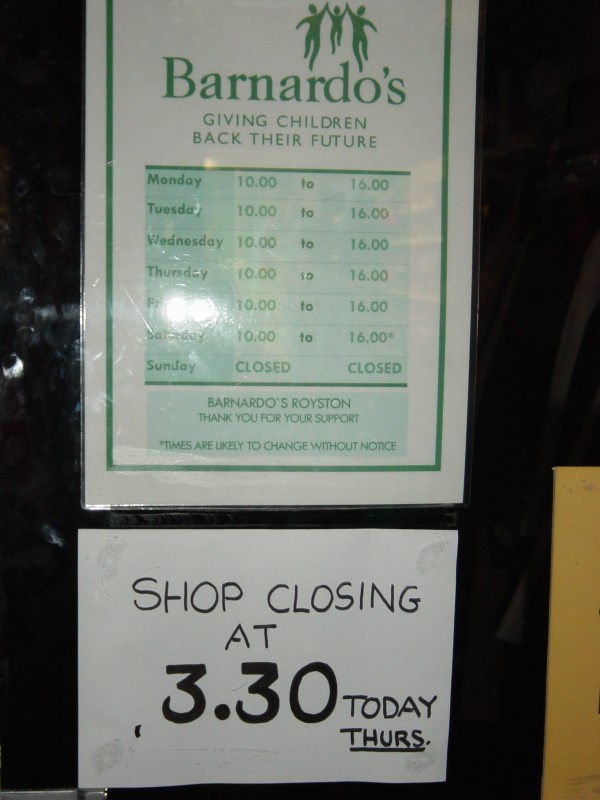 Barnardo's
GIVING CHILDREN
BACK THEIR FUTURE
Monday 10.00 to 16.00
Tuesday 10.00 to 16.00
Wednesday 10.00 to 16.00
Thursday 10.00 to 16.00
10.00 to 16.00
Saturday 10.00 to 16.00*
Sunday CLOSED CLOSED
BARNARDO`S ROYSTON
THANK YOU FOR YOUR SUPPORT
*TIMES ARE LIKELY TO CHANGE WITHOUT NOTICE
SHOP CLOSING
AT
3.30 TODAY
THURS.